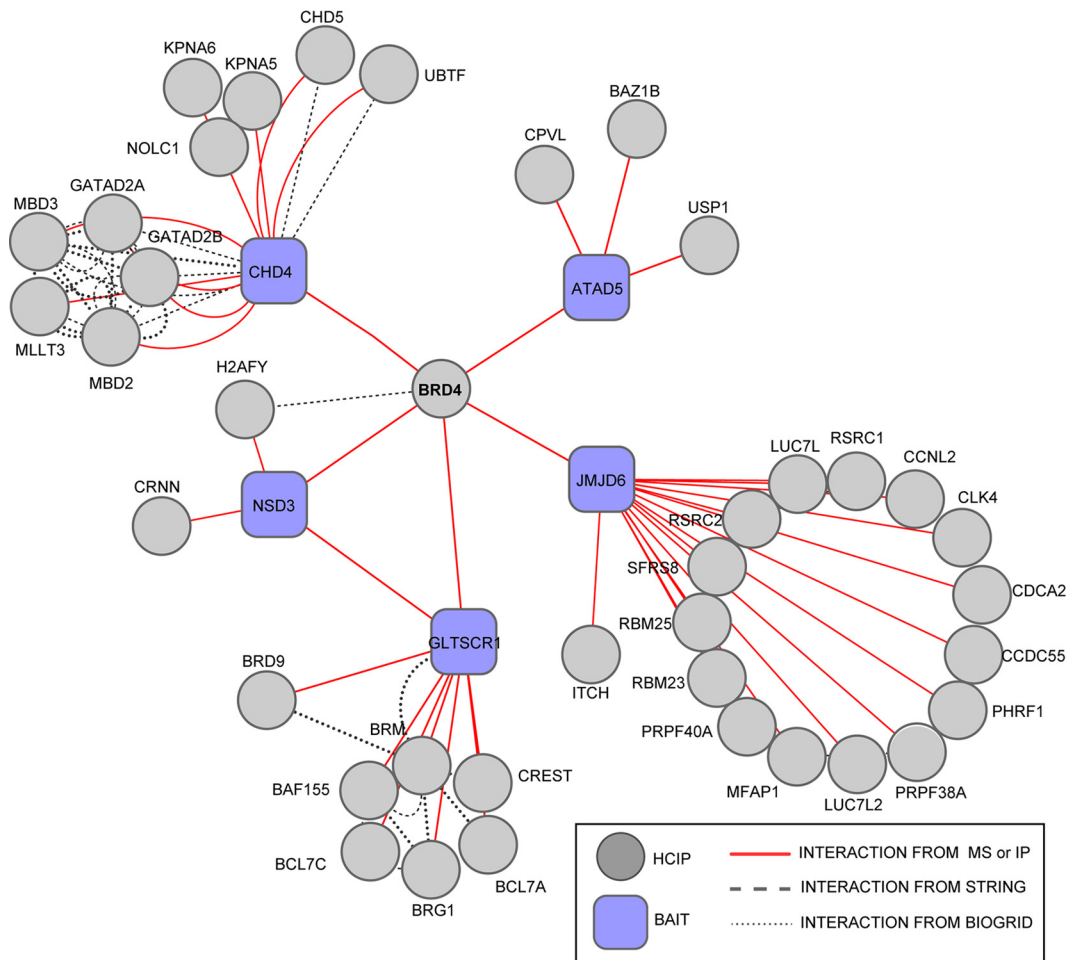 CHD5
KPNA6
KPNA5
UBTF
BAZ1B
CPVL
NOLC1
GATAD2A
MBD3
USP1
GATAD2B
CHD4
ATAD5
MLLT3
MBD2
H2AFY
BRD4
LUC7L
RSRC1
CCNL2
JMJD6
CRNN
NSD3
CLK4
RSRC2
SFRS8
CDCA2
RBM25
GLTSCR1
CCDC55
BRD9
ITCH
RBM23
PHRF1
BRM
PRPF40A
CREST
BAF155
MFAP1
LUC7L2
PRPF38A
BCL7C
BCL7A
BRG1
HCIP
INTERACTION FROM MS or IP
INTERACTION FROM STRING
BAIT
INTERACTION FROM BIOGRID